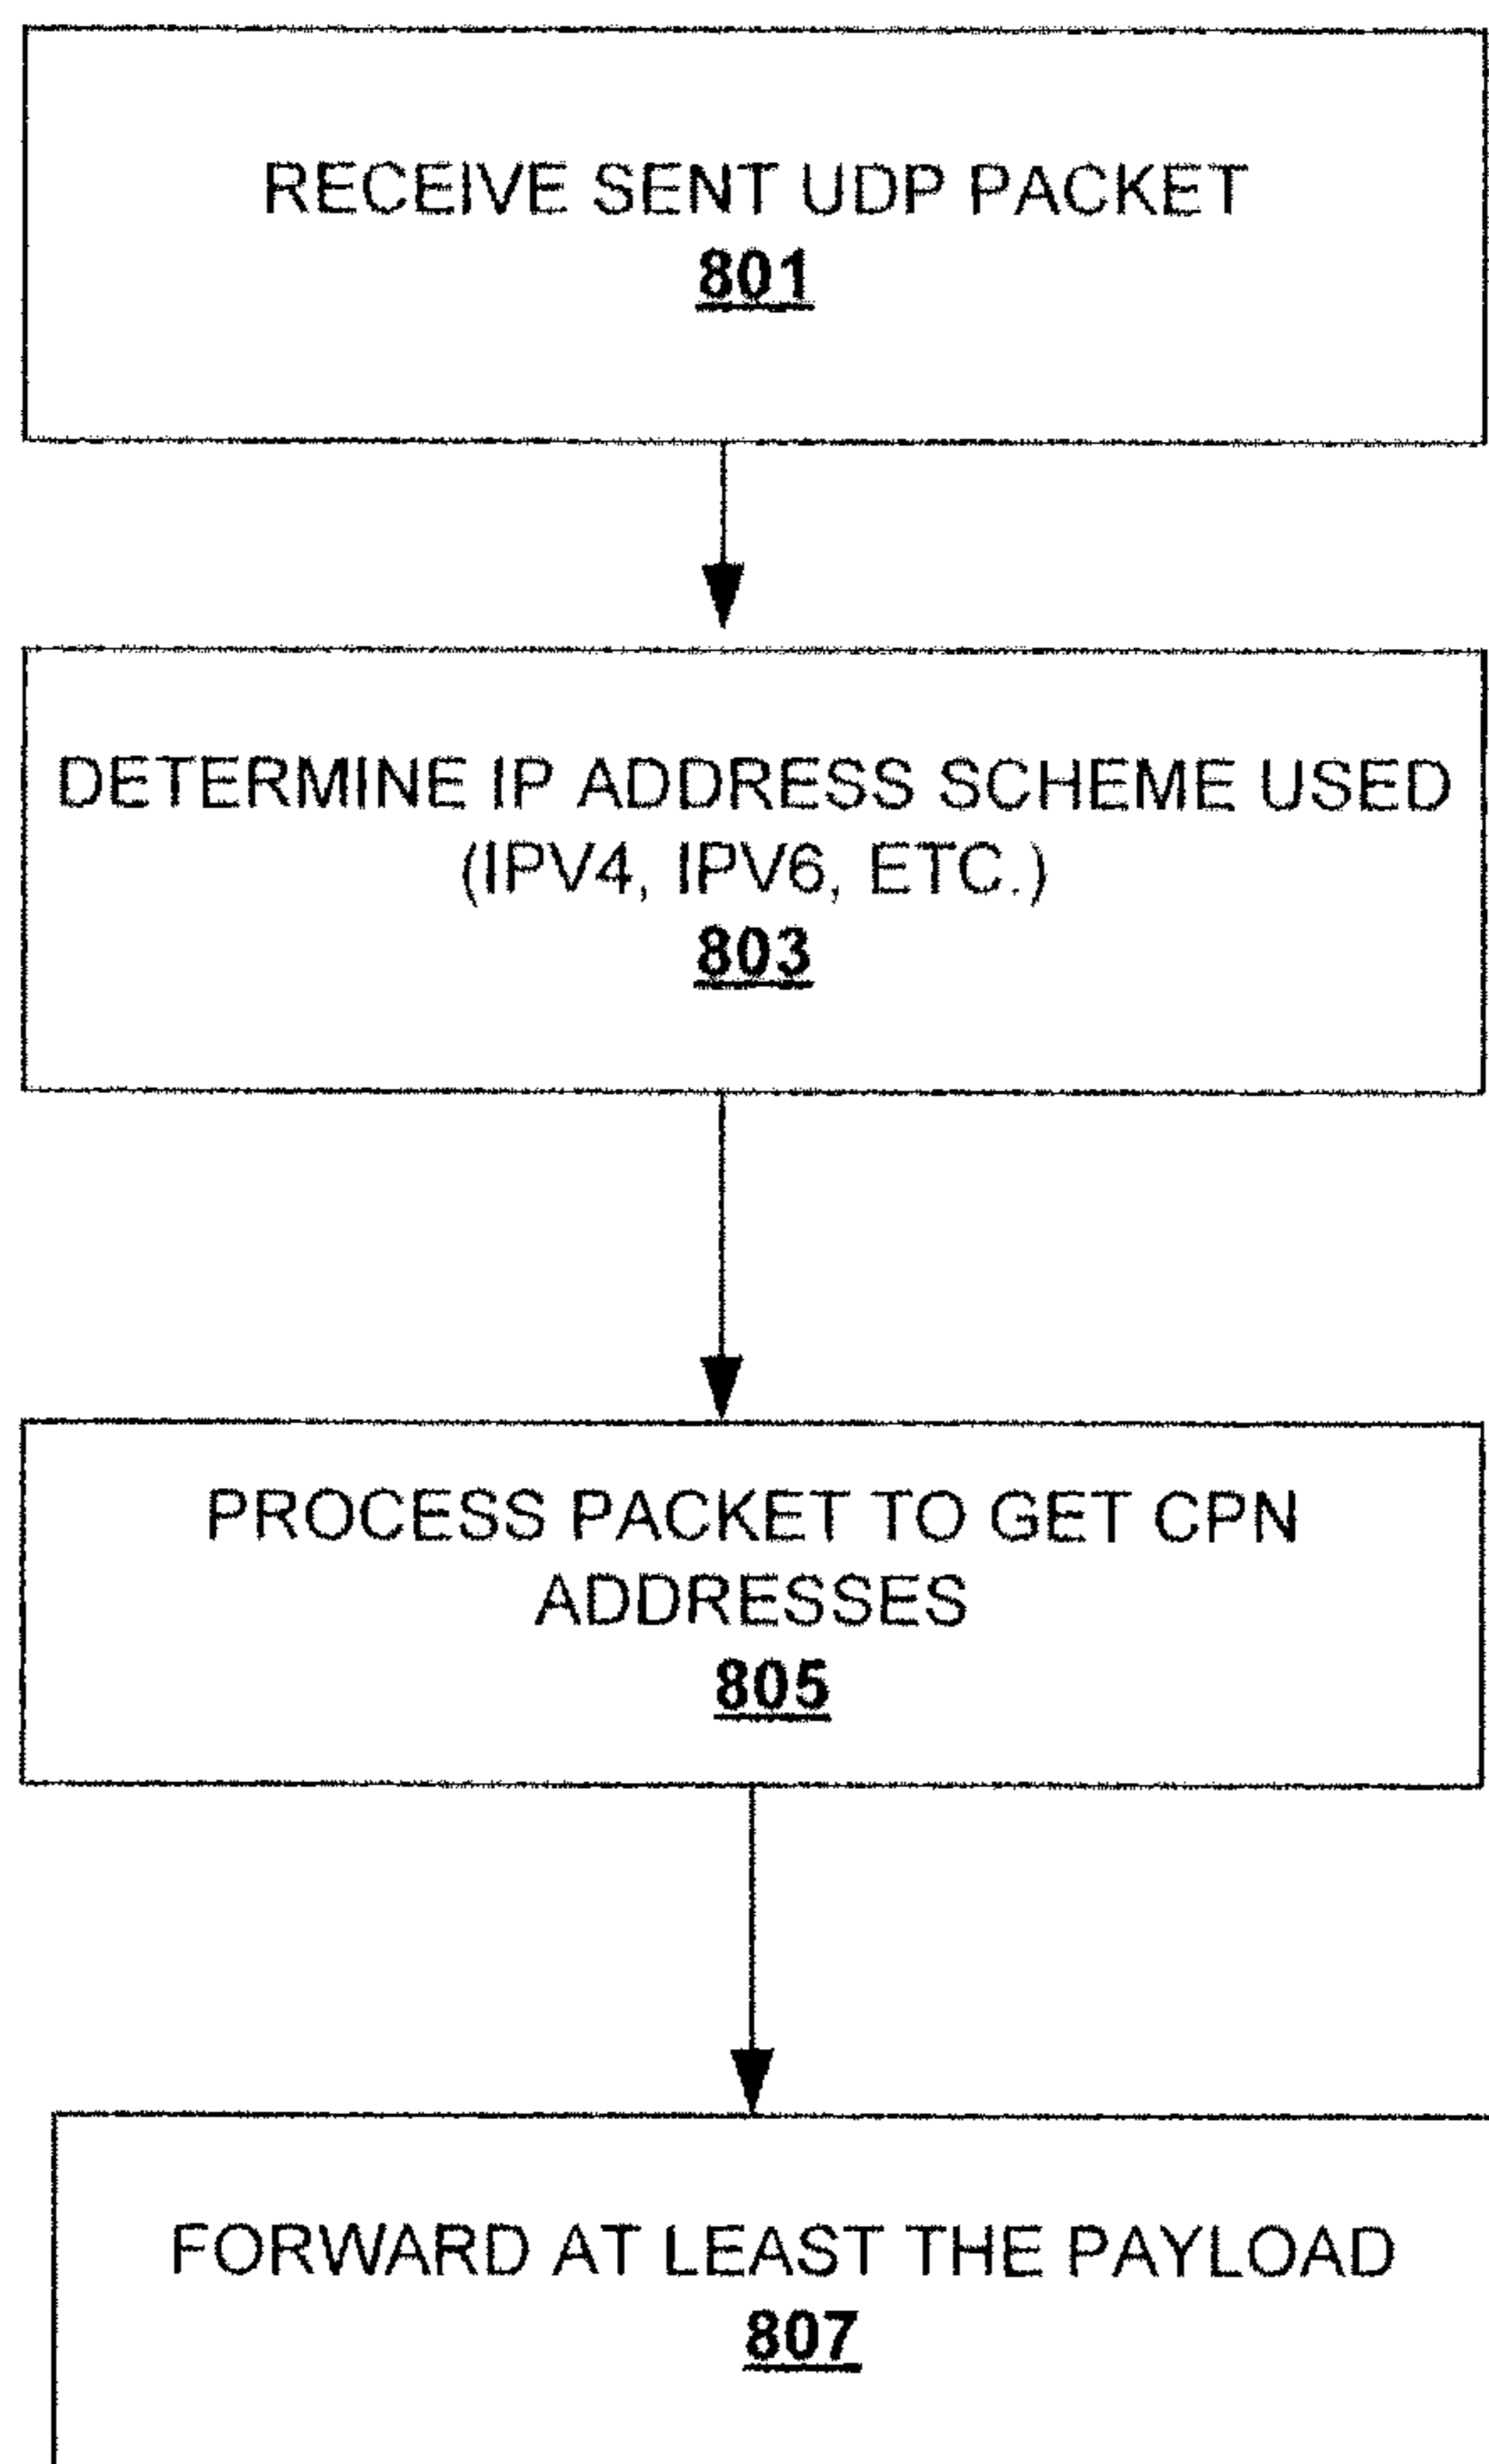 RECEIVE SENT UDP PACKET
801
DETERMINE IP ADDRESS SCHEME USED
(IPV4, IPV6, ETC.)
803
PROCESS PACKET TO GET CPN
ADDRESSES
805
FORWARD AT LEAST THE PAYLOAD
807